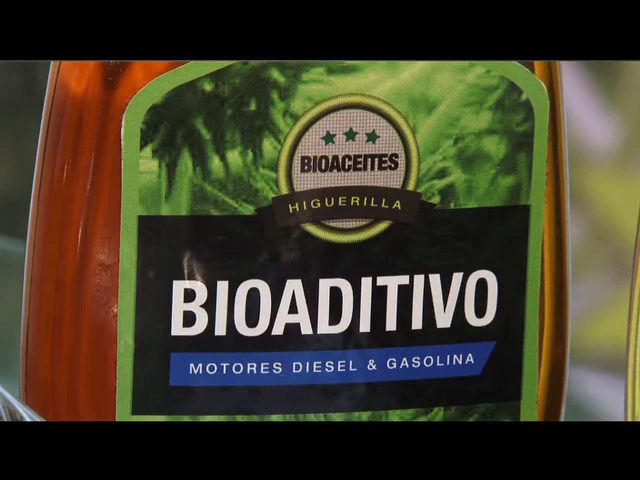 BIOACEITES
HIGUERILLA
BIOADITIVO
MOTORES DIESEL & GASOLINA